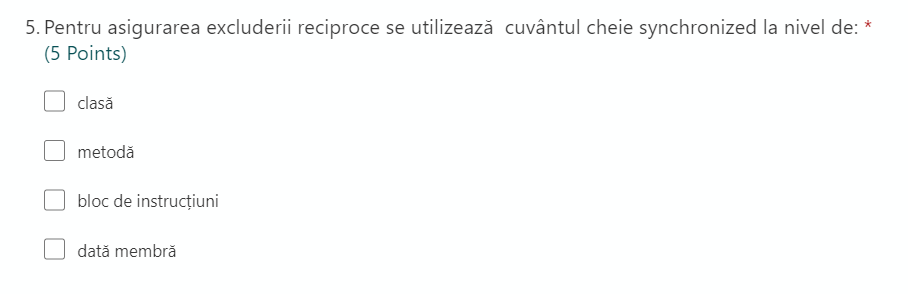 5. Pentru asigurarea excluderii reciproce se utilizează cuvântul cheie synchronized la nivel de: *
(5 Points)
clasă
metodă
bloc de instrucțiuni
dată membră